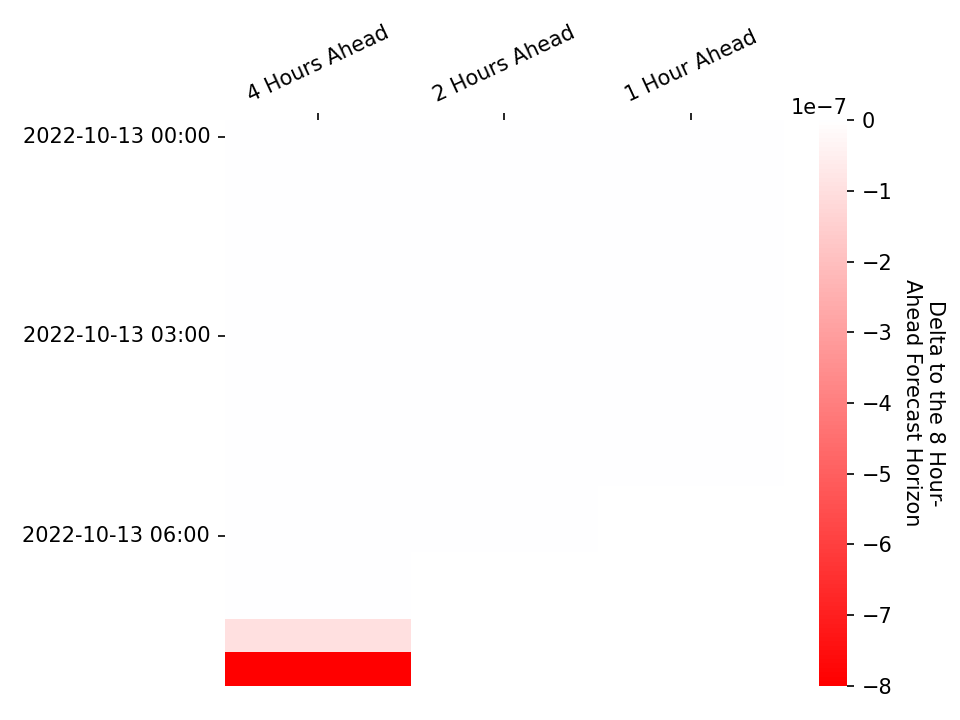 4 Hours Ahead
2 Hours Ahead
1 Hour Ahead
1e−7
2022-10-13 00:00
2022-10-13 03:00
2022-10-13 06:00
0
−1
−2
−3
−4
−5
−6
−7
−8
Delta to the 8 Hour-
Ahead Forecast Horizon